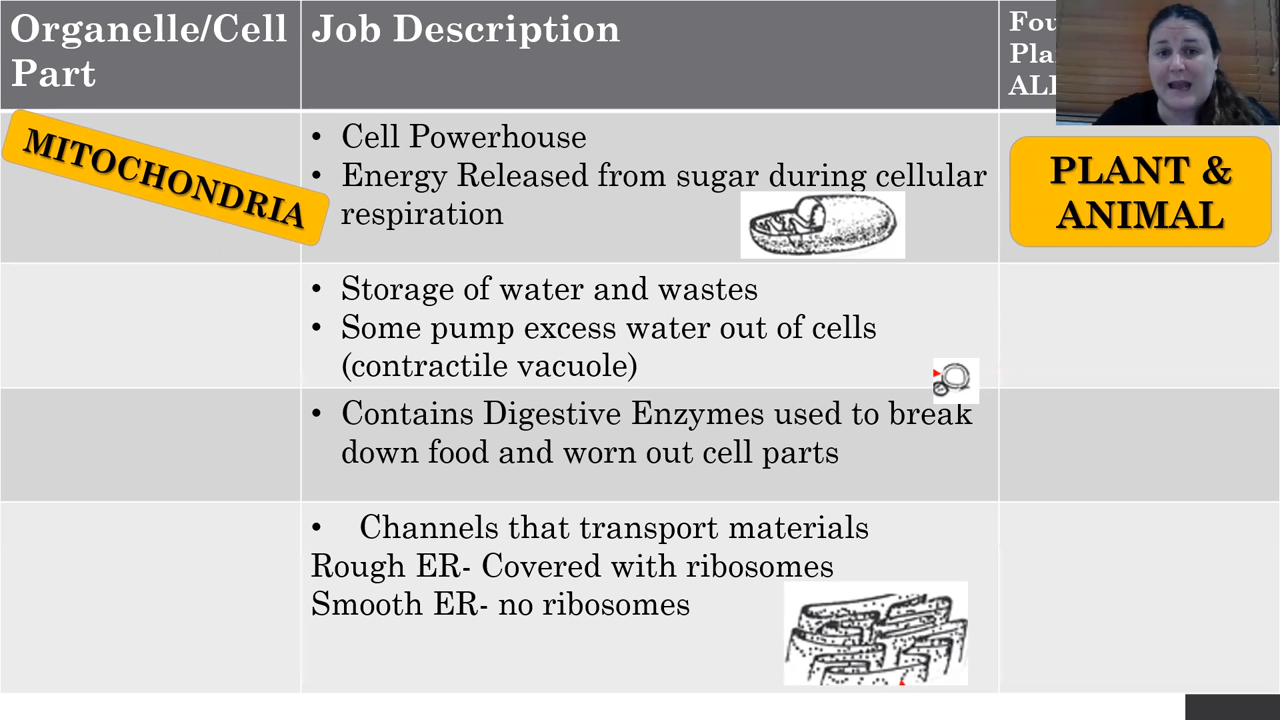 Organelle/Cell
Part
Job Description
MITOCHONDRIA
• Cell Powerhouse
• Energy Released from sugar during cellular
respiration
PLANT &
ANIMAL
• Storage of water and wastes
• Some pump excess water out of cells
(contractile vacuole)
• Contains Digestive Enzymes used to break
down food and worn out cell parts
• Channels that transport materials
Rough ER- Covered with ribosomes
Smooth ER- no ribosomes